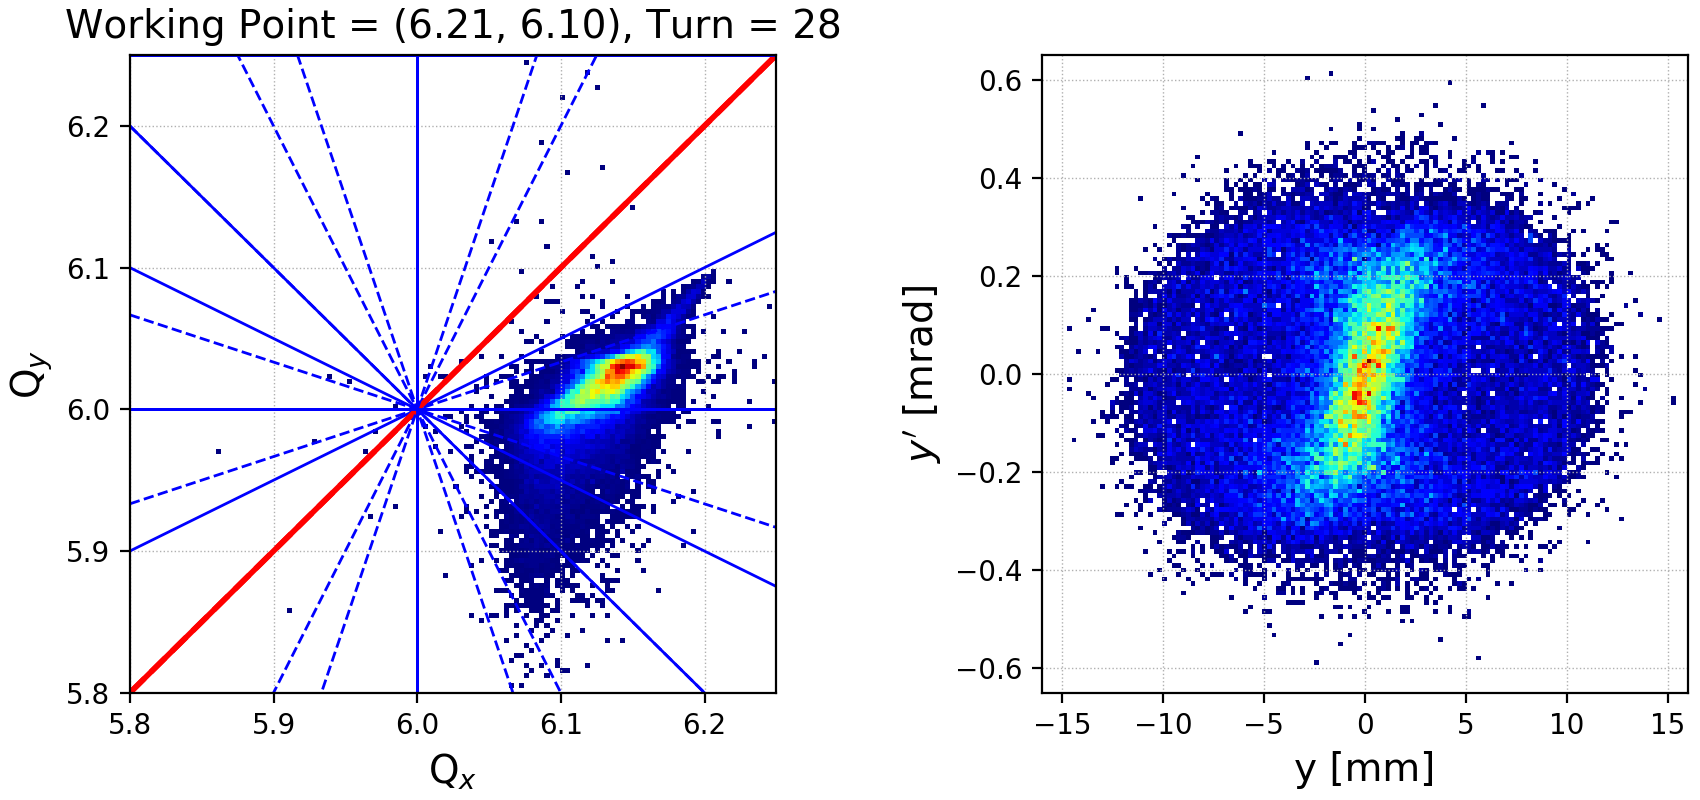 Working Point = (6.21, 6.10), Turn = 28
6.2
6.1
6.0
5.9
5.8
Q_y
5.8 5.9 6.0 6.1 6.2
Q_x
0.6
0.4
0.2
0.0
−0.2
−0.4
−0.6
y′ [mrad]
−15 −10 −5 0 5 10 15
y [mm]